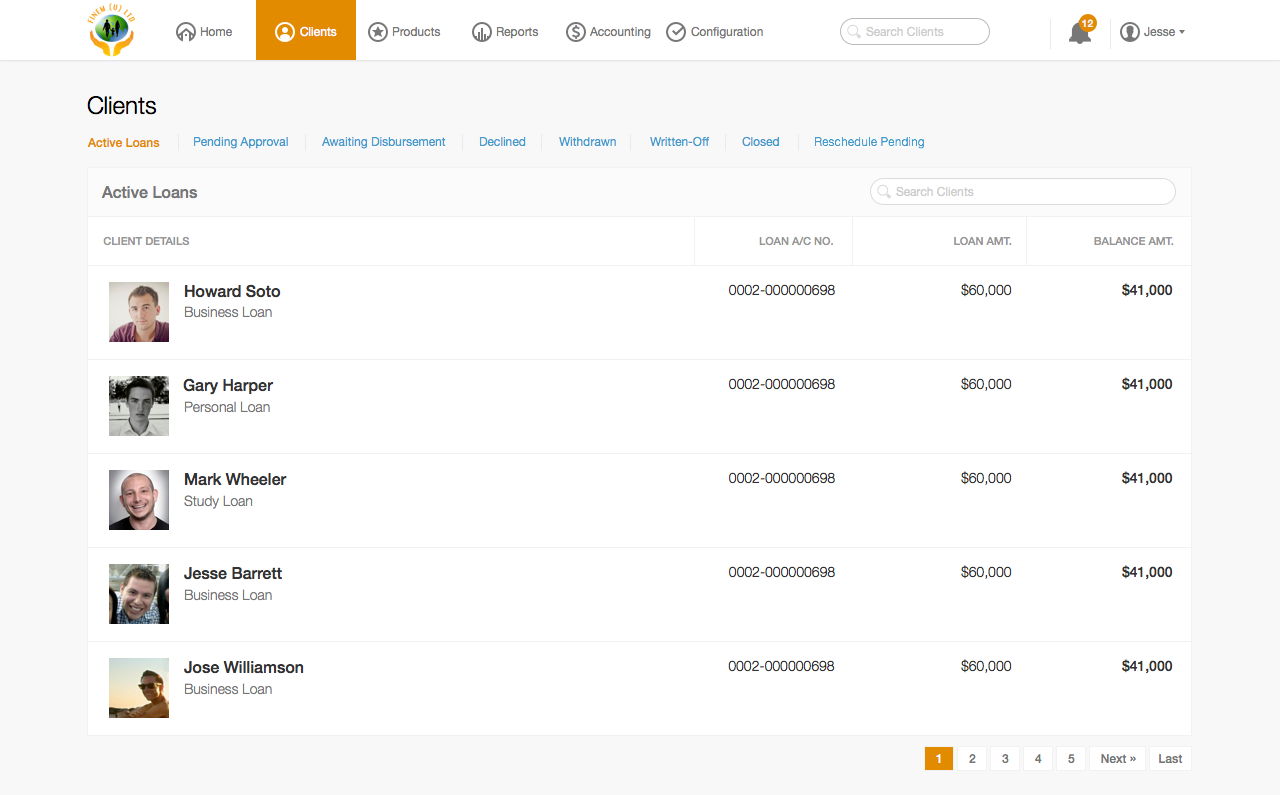 FINEM (U) LTD
Home Clients Products Reports Accounting Configuration Search Clients 12 Jesse
Clients
Active Loans Pending Approval Awaiting Disbursement Declined Withdrawn Written-Off Closed Reschedule Pending
Active Loans Search Clients
CLIENT DETAILS LOAN A/C NO. LOAN AMT. BALANCE AMT.
Howard Soto 0002-000000698 $60,000 $41,000
Business Loan
Gary Harper 0002-000000698 $60,000 $41,000
Personal Loan
Mark Wheeler 0002-000000698 $60,000 $41,000
Study Loan
Jesse Barrett 0002-000000698 $60,000 $41,000
Business Loan
Jose Williamson 0002-000000698 $60,000 $41,000
Business Loan
1 2 3 4 5 Next » Last